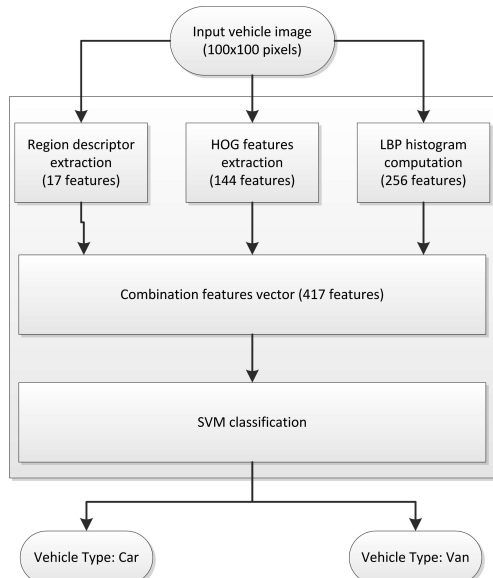 Input vehicle image
(100x100 pixels)
Region descriptor
extraction
(17 features)
HOG features
extraction
(144 features)
LBP histogram
computation
(256 features)
Combination features vector (417 features)
SVM classification
Vehicle Type: Car
Vehicle Type: Van